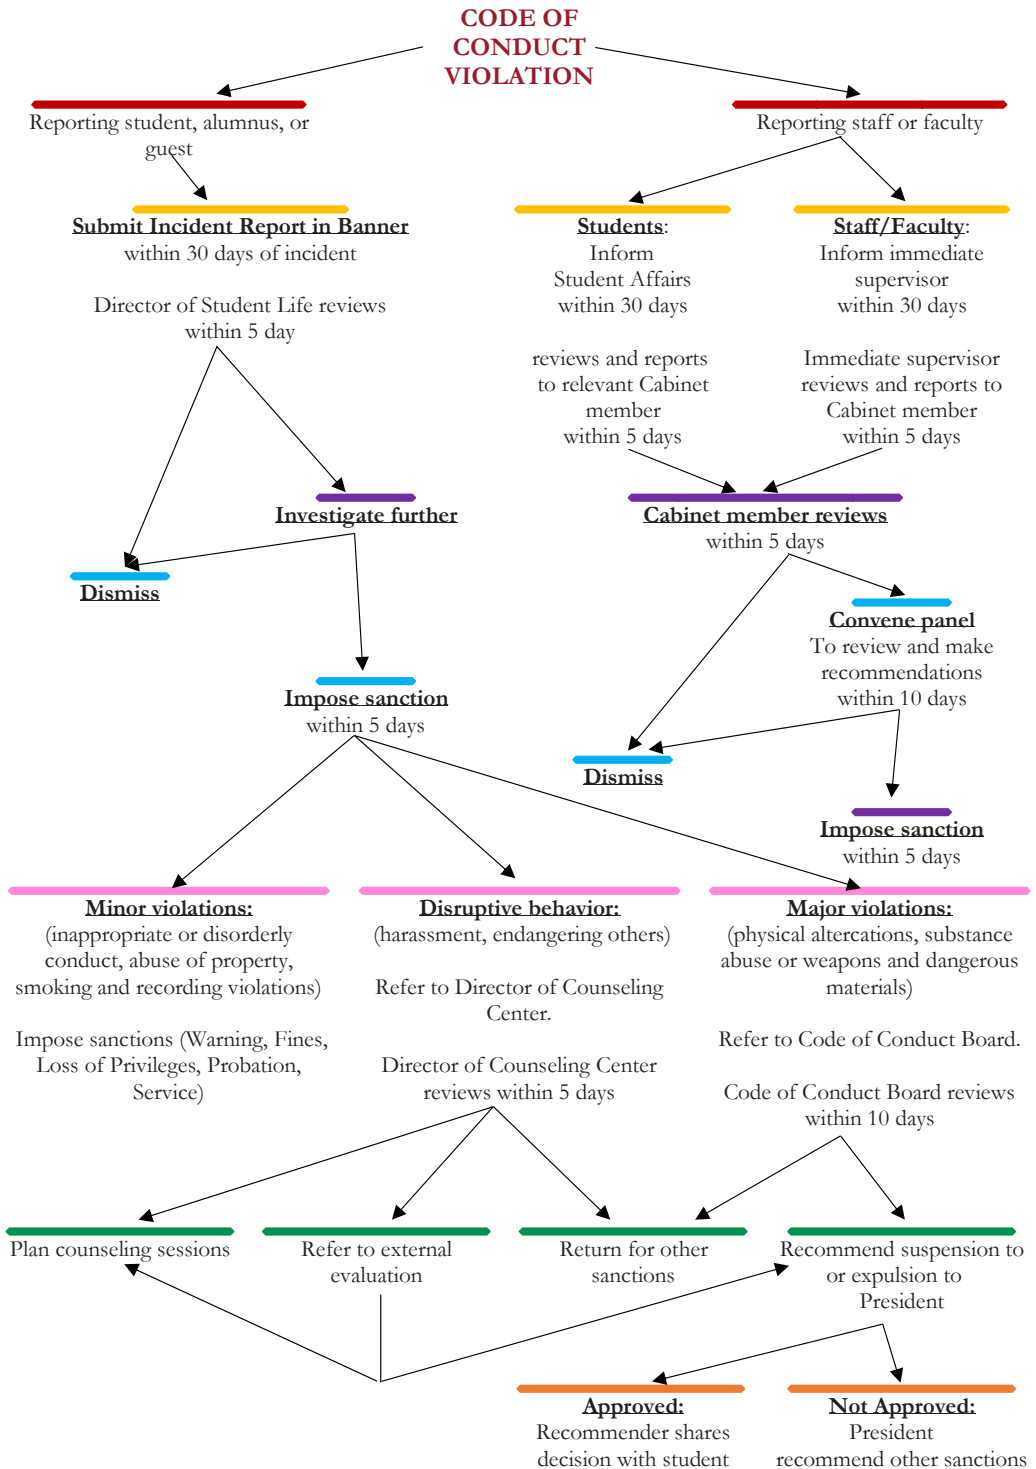 CODE OF
CONDUCT
VIOLATION
Reporting student, alumnus, or
guest
Reporting staff or faculty
Submit Incident Report in Banner
within 30 days of incident
Director of Student Life reviews
within 5 day
Students:
Inform
Student Affairs
within 30 days
reviews and reports
to relevant Cabinet
member
within 5 days
Staff/Faculty:
Inform immediate
supervisor
within 30 days
Immediate supervisor
reviews and reports to
Cabinet member
within 5 days
Investigate further
Cabinet member reviews
within 5 days
Dismiss
Convene panel
To review and make
recommendations
within 10 days
Impose sanction
within 5 days
Dismiss
Impose sanction
within 5 days
Minor violations:
(inappropriate or disorderly
conduct, abuse of property,
smoking and recording violations)
Impose sanctions (Warning, Fines,
Loss of Privileges, Probation,
Service)
Disruptive behavior:
(harassment, endangering others)
Refer to Director of Counseling
Center.
Director of Counseling Center
reviews within 5 days
Major violations:
(physical altercations, substance
abuse or weapons and dangerous
materials)
Refer to Code of Conduct Board.
Code of Conduct Board reviews
within 10 days
Plan counseling sessions
Refer to external
evaluation
Return for other
sanctions
Recommend suspension to
or expulsion to
President
Approved:
Recommender shares
decision with student
Not Approved:
President
recommend other sanctions